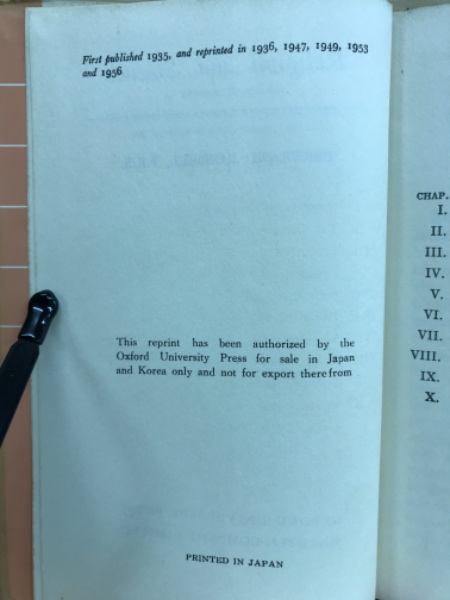 First published 1935, and reprinted in 1936, 1947, 1949, 1953
and 1956
This reprint has been authorized by the
Oxford University Press for sale in Japan
and Korea only and not for export therefrom
PRINTED IN JAPAN
CHAP.
I.
II.
III.
IV.
V.
VI.
VII.
VIII.
IX.
X.